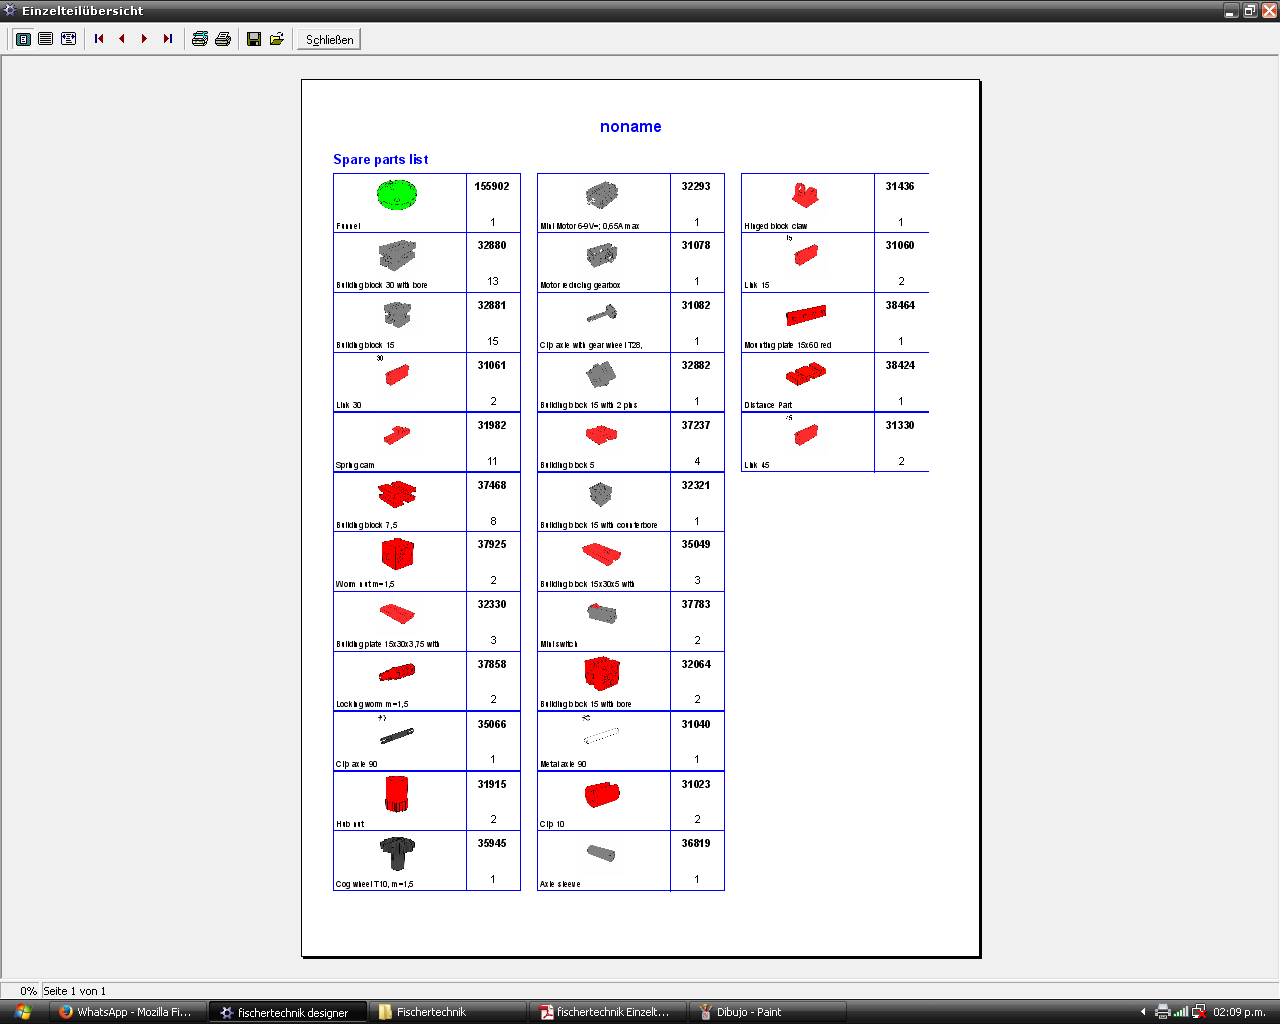 Einzelteilübersicht
Schließen
noname
Spare parts list
155902
1
Funnel
32880
13
Building block 30 with bore
32881
15
Building block 15
30
31061
2
Link 30
31982
11
Spring cam
37468
8
Building block 7,5
37925
2
Worm nut m=1,5
32330
3
Building plate 15x30x3,75 with
37858
2
Locking worm m=1,5
35066
1
Clip axle 90
31915
2
Hub nut
35945
1
Cog wheel T10, m=1,5
32293
1
Mini Motor 6-9V=; 0,65A max
31078
1
Motor reducing gearbox
31082
1
Clip axle with gear wheel T28,
32882
1
Building block 15 with 2 pins
37237
4
Building block 5
32321
1
Building block 15 with counterbore
35049
3
Building block 15x30x5 with
37783
2
Mini switch
32064
2
Building block 15 with bore
31040
1
Metal axle 90
31023
2
Clip 10
36819
1
Axle sleeve
31436
1
Hinged block claw
15
31060
2
Link 15
38464
1
Mounting plate 15x60 red
38424
1
Distance Part
45
31330
2
Link 45
0% Seite 1 von 1
WhatsApp - Mozilla Fi... fischertechnik designer Fischertechnik fischertechnik Einzelt... Dibujo - Paint 02:09 p.m.